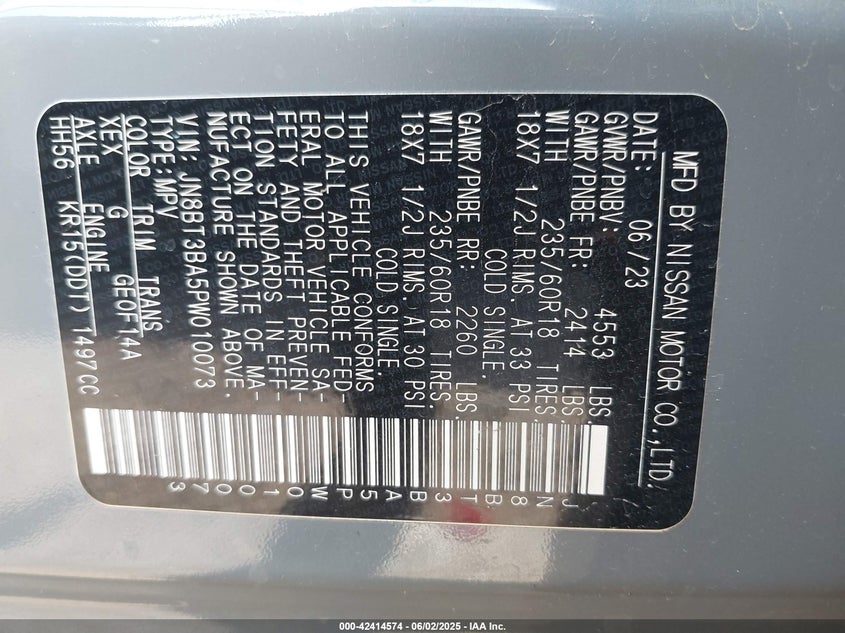 MFD BY NISSAN MOTOR CO.,LTD.
DATE: 06/23
GVWR/PNBV: 4553 LBS.
GAWR/PNBE FR: 2414 LBS.
WITH 235/60R18 TIRES.
18X7 1/2J RIMS. AT 33 PSI
COLD SINGLE.
GAWR/PNBE RR: 2260 LBS.
WITH 235/60R18 TIRES:
18X7 1/2J RIMS. AT 30 PSI
COLD SINGLE.
THIS VEHICLE CONFORMS
TO ALL APPLICABLE FED-
ERAL MOTOR VEHICLE SA-
FETY AND THEFT PREVEN-
TION STANDARDS IN EFF-
ECT ON THE DATE OF MA-
NUFACTURE SHOWN ABOVE.
VIN: JN8BT3BA5PW010073
TYPE:MPV
COLOR TRIM TRANS
XEX G GE0F14A
AXLE ENGINE
HH56 KR15(DDT) 1497CC
JN8BT3BA5PW010073
000-42414574 | 06/02/2025 - IAA Inc.